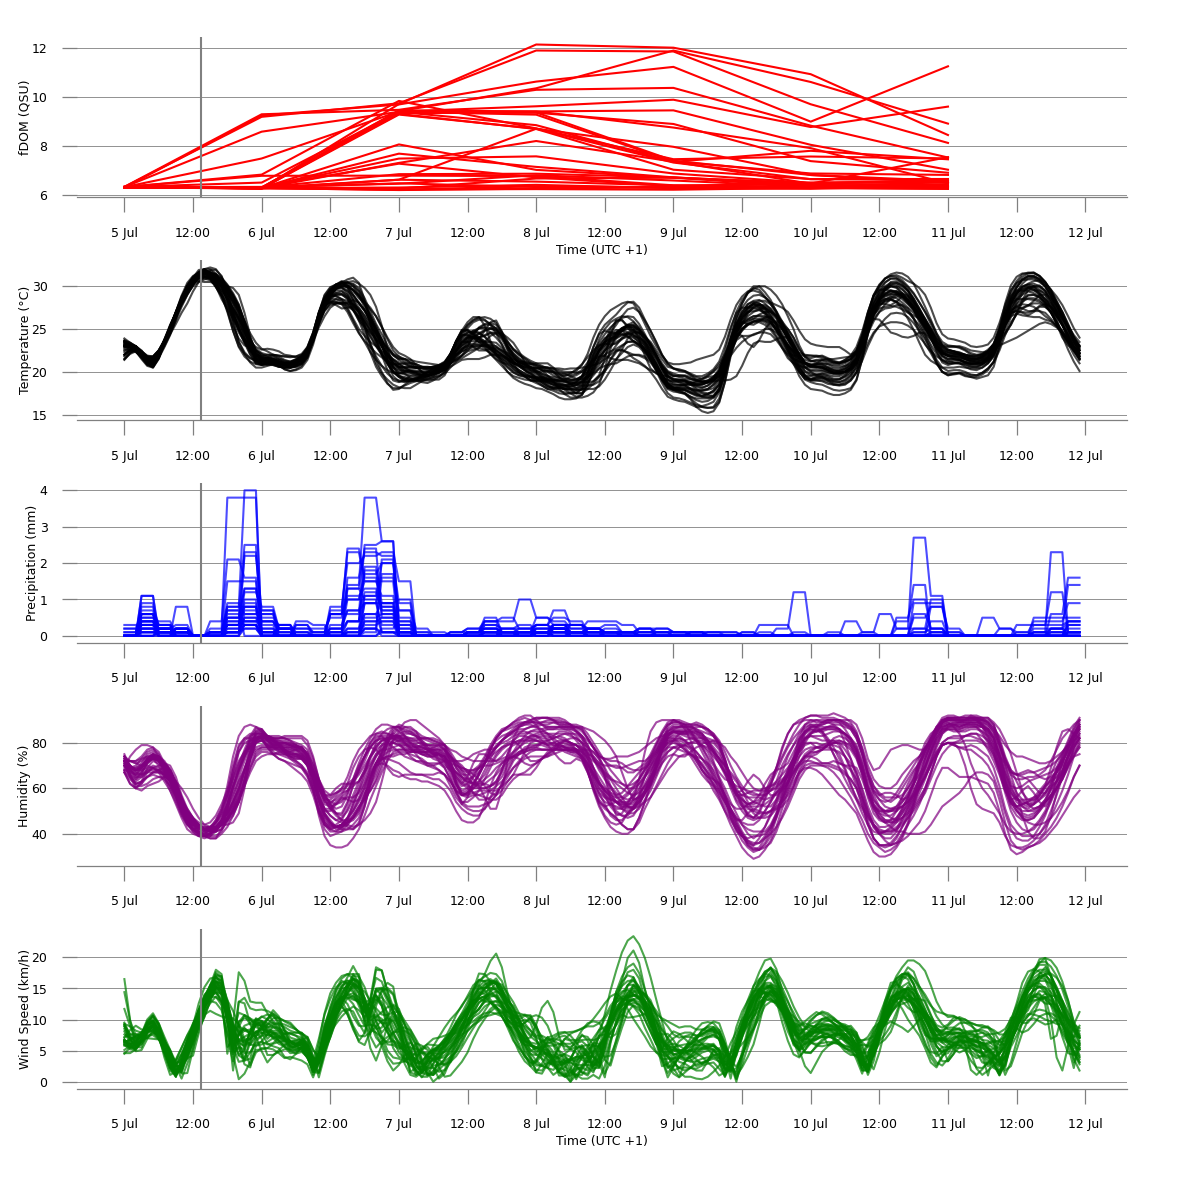 fDOM (QSU)
12
10
8
6
5 Jul 12:00 6 Jul 12:00 7 Jul 12:00 8 Jul 12:00 9 Jul 12:00 10 Jul 12:00 11 Jul 12:00 12 Jul
Time (UTC +1)
Temperature (°C)
30
25
20
15
5 Jul 12:00 6 Jul 12:00 7 Jul 12:00 8 Jul 12:00 9 Jul 12:00 10 Jul 12:00 11 Jul 12:00 12 Jul
Precipitation (mm)
4
3
2
1
0
5 Jul 12:00 6 Jul 12:00 7 Jul 12:00 8 Jul 12:00 9 Jul 12:00 10 Jul 12:00 11 Jul 12:00 12 Jul
Humidity (%)
80
60
40
5 Jul 12:00 6 Jul 12:00 7 Jul 12:00 8 Jul 12:00 9 Jul 12:00 10 Jul 12:00 11 Jul 12:00 12 Jul
Wind Speed (km/h)
20
15
10
5
0
5 Jul 12:00 6 Jul 12:00 7 Jul 12:00 8 Jul 12:00 9 Jul 12:00 10 Jul 12:00 11 Jul 12:00 12 Jul
Time (UTC +1)